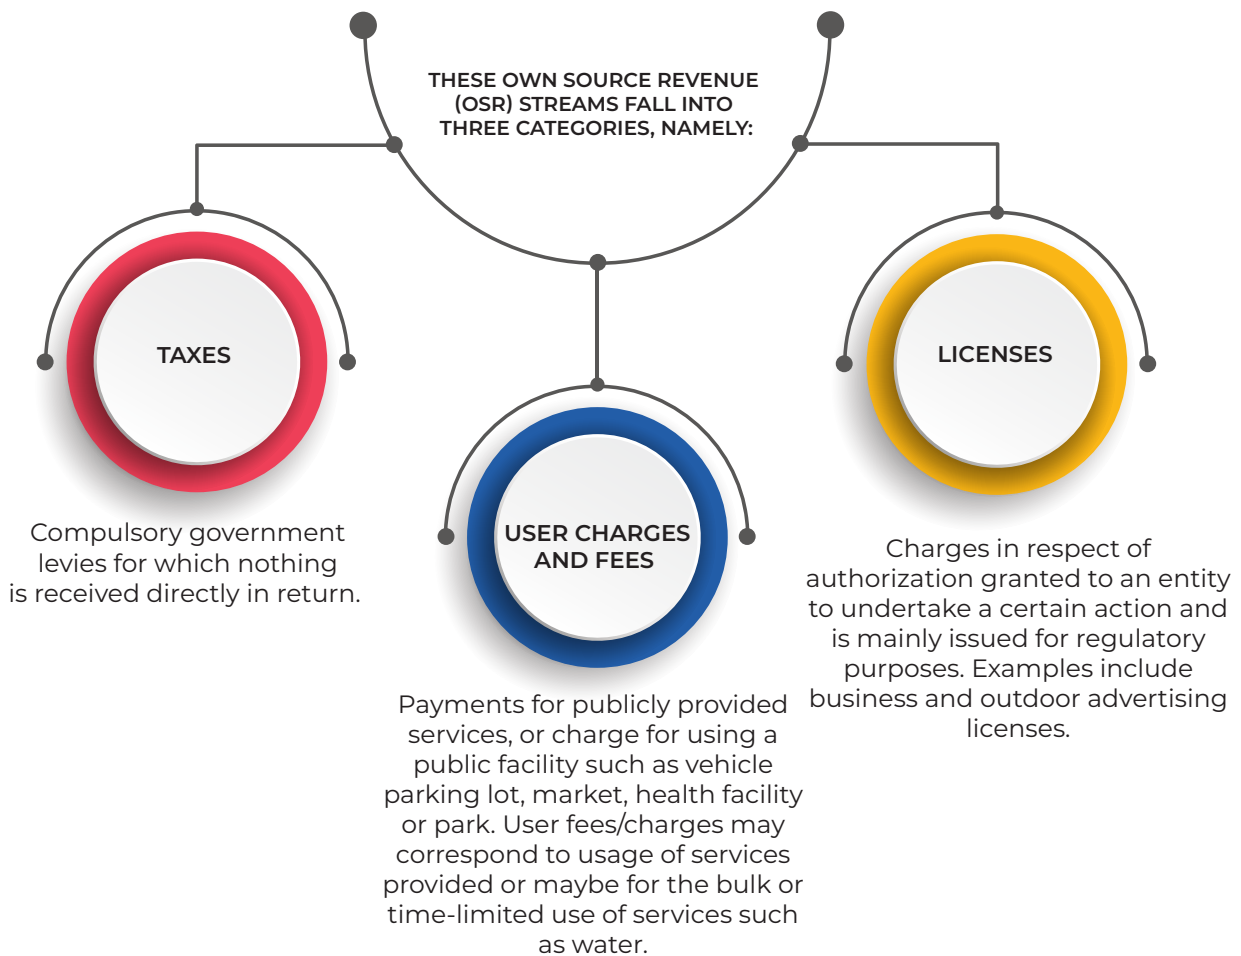 THESE OWN SOURCE REVENUE
(OSR) STREAMS FALL INTO
THREE CATEGORIES, NAMELY:
TAXES
Compulsory government
levies for which nothing
is received directly in return.
USER CHARGES
AND FEES
Payments for publicly provided
services, or charge for using a
public facility such as vehicle
parking lot, market, health facility
or park. User fees/charges may
correspond to usage of services
provided or maybe for the bulk or
time-limited use of services such
as water.
LICENSES
Charges in respect of
authorization granted to an entity
to undertake a certain action and
is mainly issued for regulatory
purposes. Examples include
business and outdoor advertising
licenses.